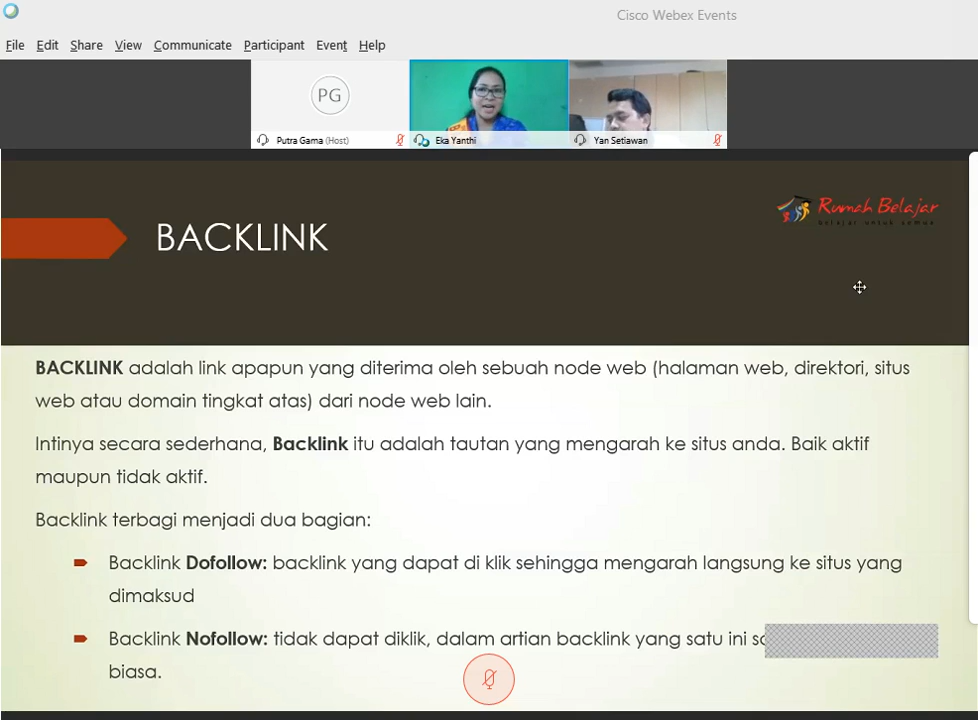 Cisco Webex Events
File Edit Share View Communicate Participant Event Help
PG
Putra Gama (Host) Eka Yanthi Yan Setiawan
Rumah Belajar
belajar untuk semua
BACKLINK
BACKLINK adalah link apapun yang diterima oleh sebuah node web (halaman web, direktori, situs
web atau domain tingkat atas) dari node web lain.
Intinya secara sederhana, Backlink itu adalah tautan yang mengarah ke situs anda. Baik aktif
maupun tidak aktif.
Backlink terbagi menjadi dua bagian:
Backlink Dofollow: backlink yang dapat di klik sehingga mengarah langsung ke situs yang
dimaksud
Backlink Nofollow: tidak dapat diklik, dalam artian backlink yang satu ini
biasa.